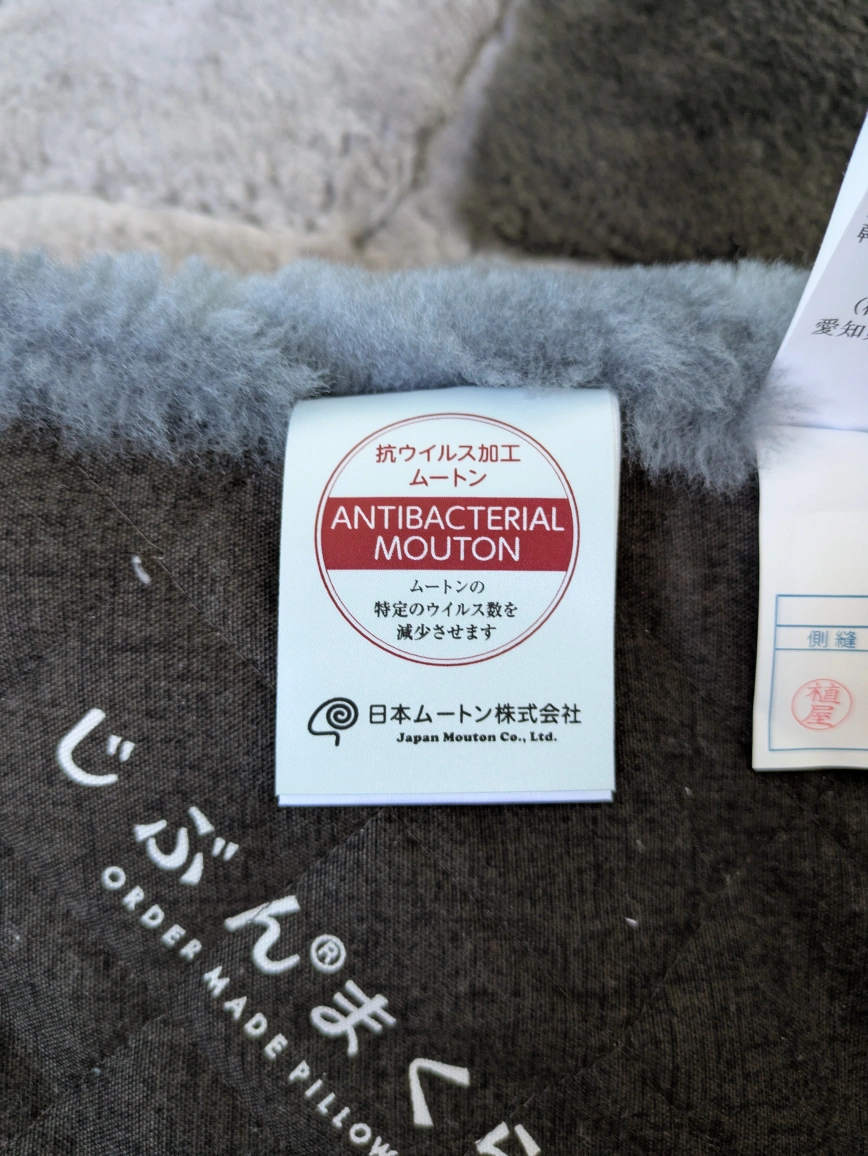 抗ウイルス加工
ムートン
ANTIBACTERIAL
MOUTON
ムートンの
特定のウイルス数を
減少させます
日本ムートン株式会社
Japan Mouton Co., Ltd.
愛知
側縫
植屋
じぶん®まくら
ORDER MADE PILLOW